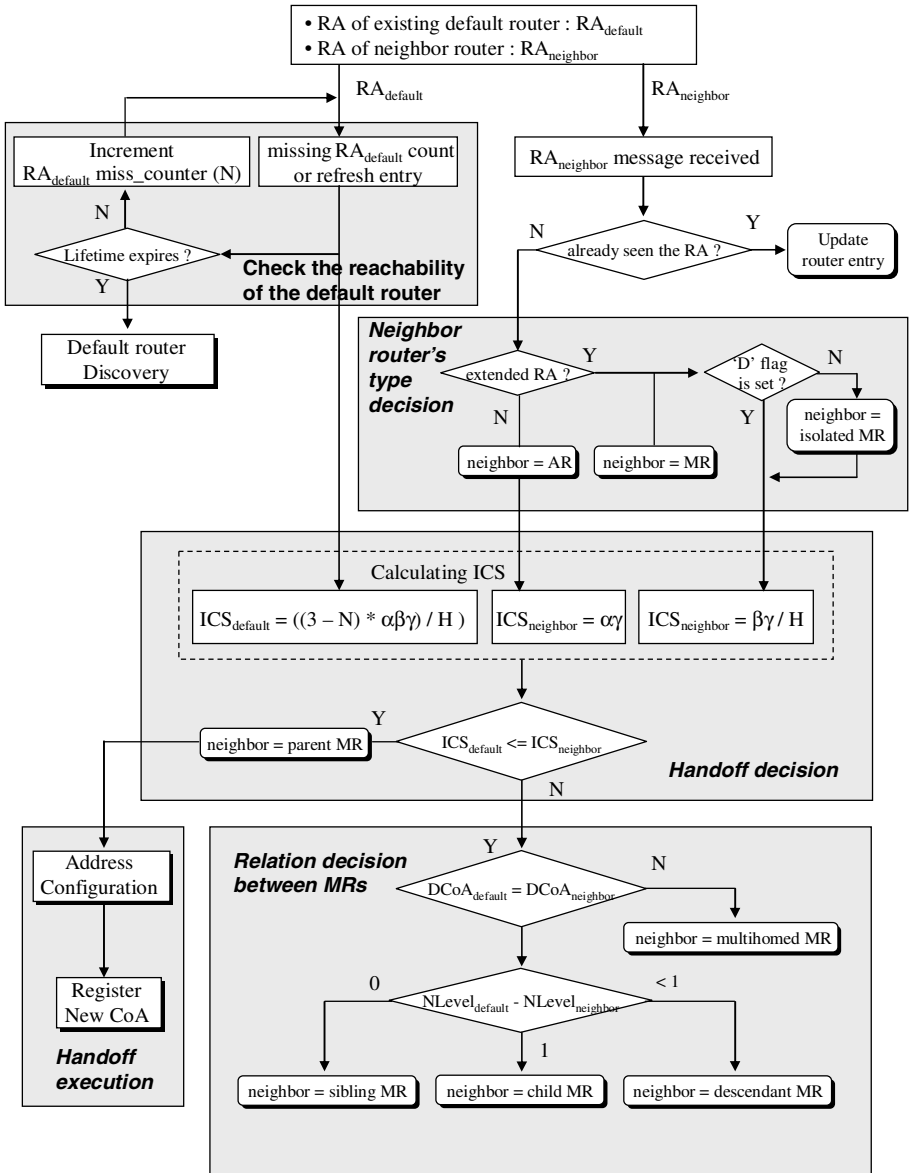 • RA of existing default router : RAdefault
• RA of neighbor router : RAneighbor
RAdefault
RAneighbor
Increment
RAdefault miss_counter (N)
missing RAdefault count
or refresh entry
RAneighbor message received
N
Lifetime expires ?
Y
Check the reachability
of the default router
N
already seen the RA ?
Y
Update
router entry
Default router
Discovery
Neighbor
router's
type
decision
extended RA ?
Y
N
'D' flag
is set ?
N
Y
neighbor =
isolated MR
neighbor = AR
neighbor = MR
Calculating ICS
ICSdefault = ((3 – N) * αβγ) / H )
ICSneighbor = αγ
ICSneighbor = βγ / H
Y
neighbor = parent MR
ICSdefault <= ICSneighbor
Handoff decision
N
Address
Configuration
Register
New CoA
Handoff
execution
Relation decision
between MRs
Y
DCoAdefault = DCoAneighbor
N
neighbor = multihomed MR
0
NLeveldefault - NLevelneighbor
< 1
1
neighbor = sibling MR
neighbor = child MR
neighbor = descendant MR